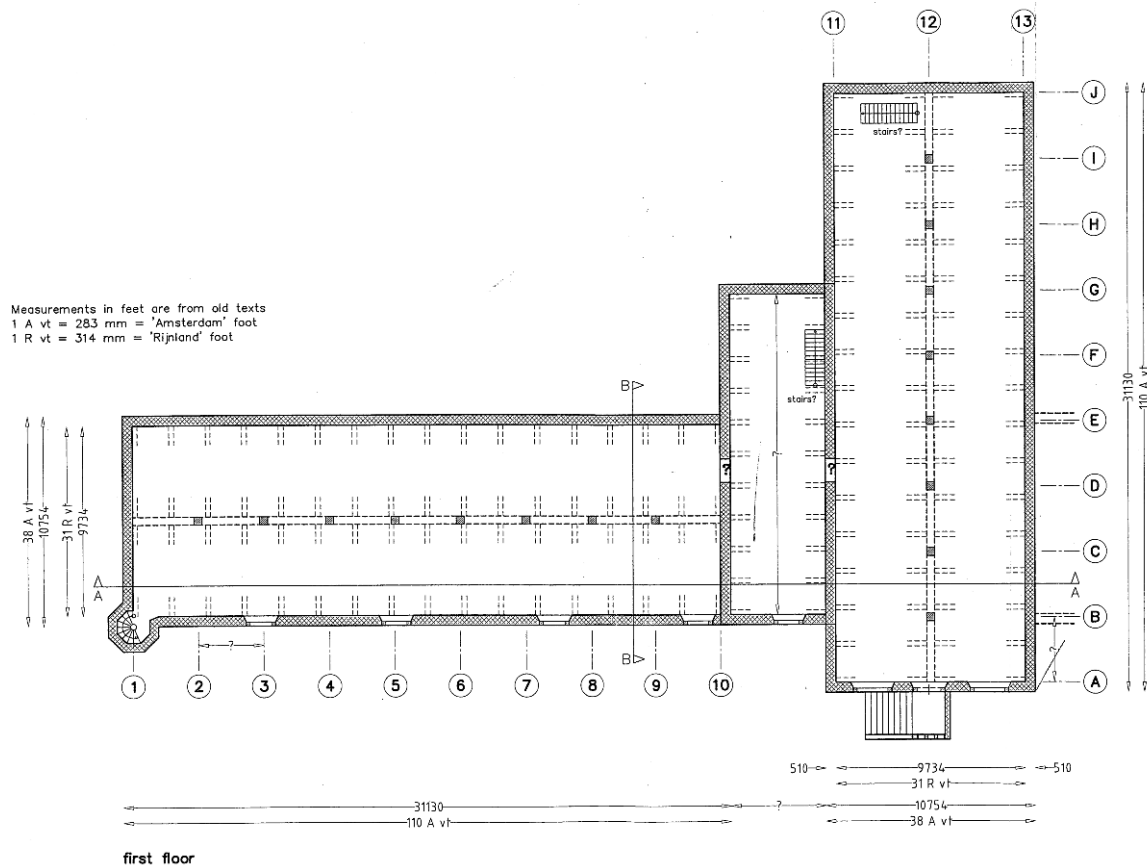 11 12 13
J
stairs?
I
H
Measurements in feet are from old texts
1 A vt = 283 mm = 'Amsterdam' foot
1 R vt = 314 mm = 'Rijnland' foot
G
F
B
stairs?
31130
110 A vt
E
? ?
?
D
38 A vt
10754
31 R vt
9734
C
A A
B
?
?
B
1 2 3 4 5 6 7 8 9 10
A
510 9734 510
31 R vt
31130 ? 10754
110 A vt 38 A vt
first floor